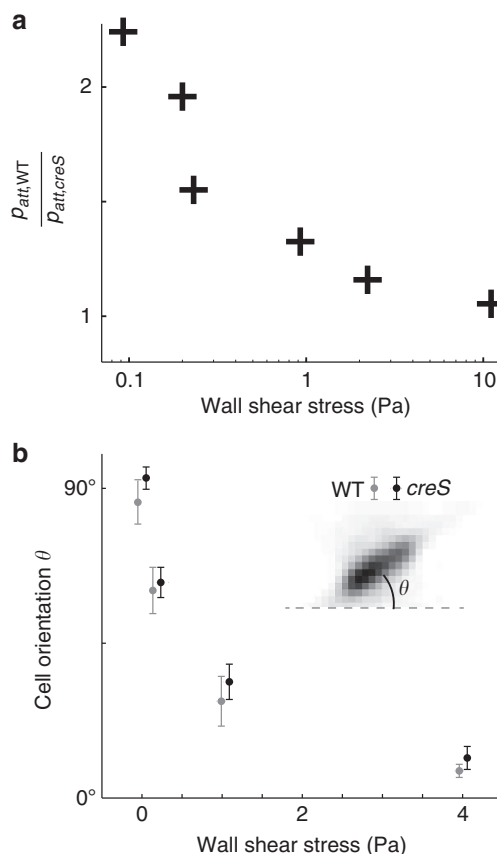 a
2
1
p_att,WT
p_att,creS
0.1 1 10
Wall shear stress (Pa)
b
90°
0°
Cell orientation θ
WT creS
θ
0 2 4
Wall shear stress (Pa)